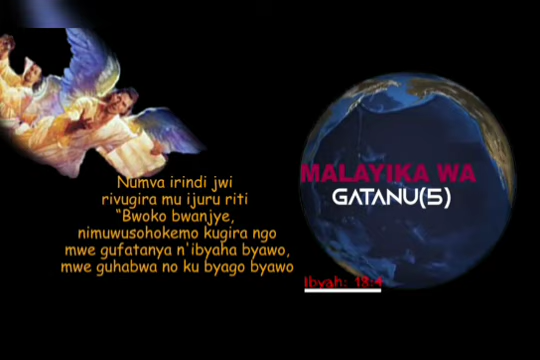 Numva irindi jwi
rivugira mu ijuru riti
“Bwoko bwanjye,
nimuwusohokemo kugira ngo
mwe gufatanya n'ibyaha byawo,
mwe guhabwa no ku byago byawo
MALAYIKA WA
GATANU(5)
Ibyah: 18:4